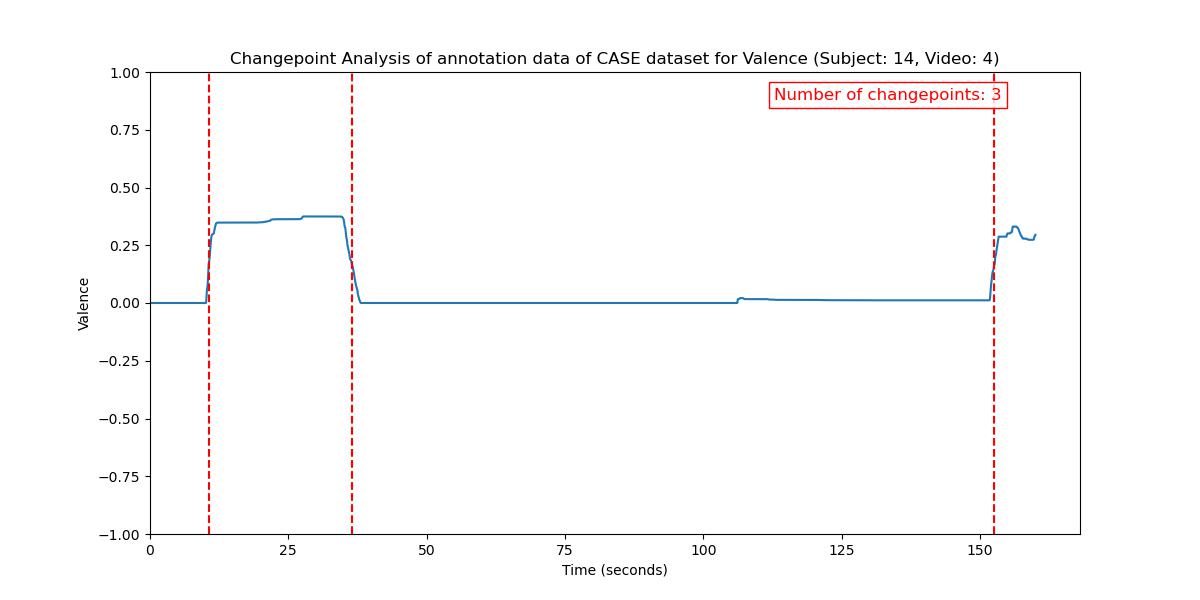 Changepoint Analysis of annotation data of CASE dataset for Valence (Subject: 14, Video: 4)
Number of changepoints: 3
Valence
1.00
0.75
0.50
0.25
0.00
−0.25
−0.50
−0.75
−1.00
0 25 50 75 100 125 150
Time (seconds)